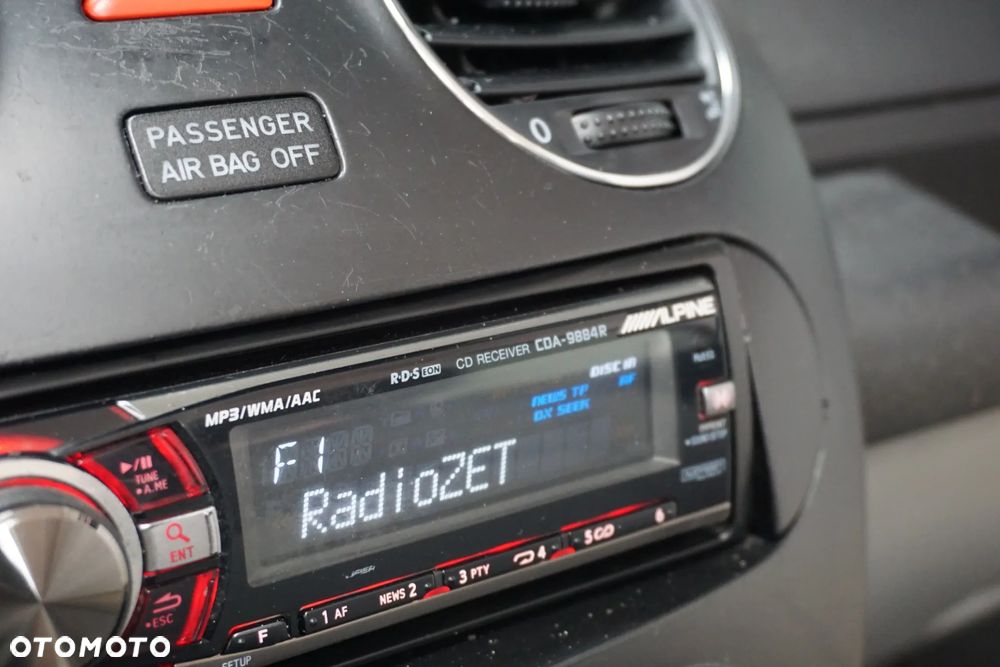 PASSENGER
AIR BAG OFF
0
ALPINE
R·D·S EON
CD RECEIVER CDA-9884R
MP3/WMA/AAC
DISC IN
NEWS TP
AF
DX SEEK
F1
RadioZET
TUNE
• A.ME
ENT
• ESC
F
1 AF
NEWS 2
3 PTY
4
5
6
SETUP
OTOMOTO